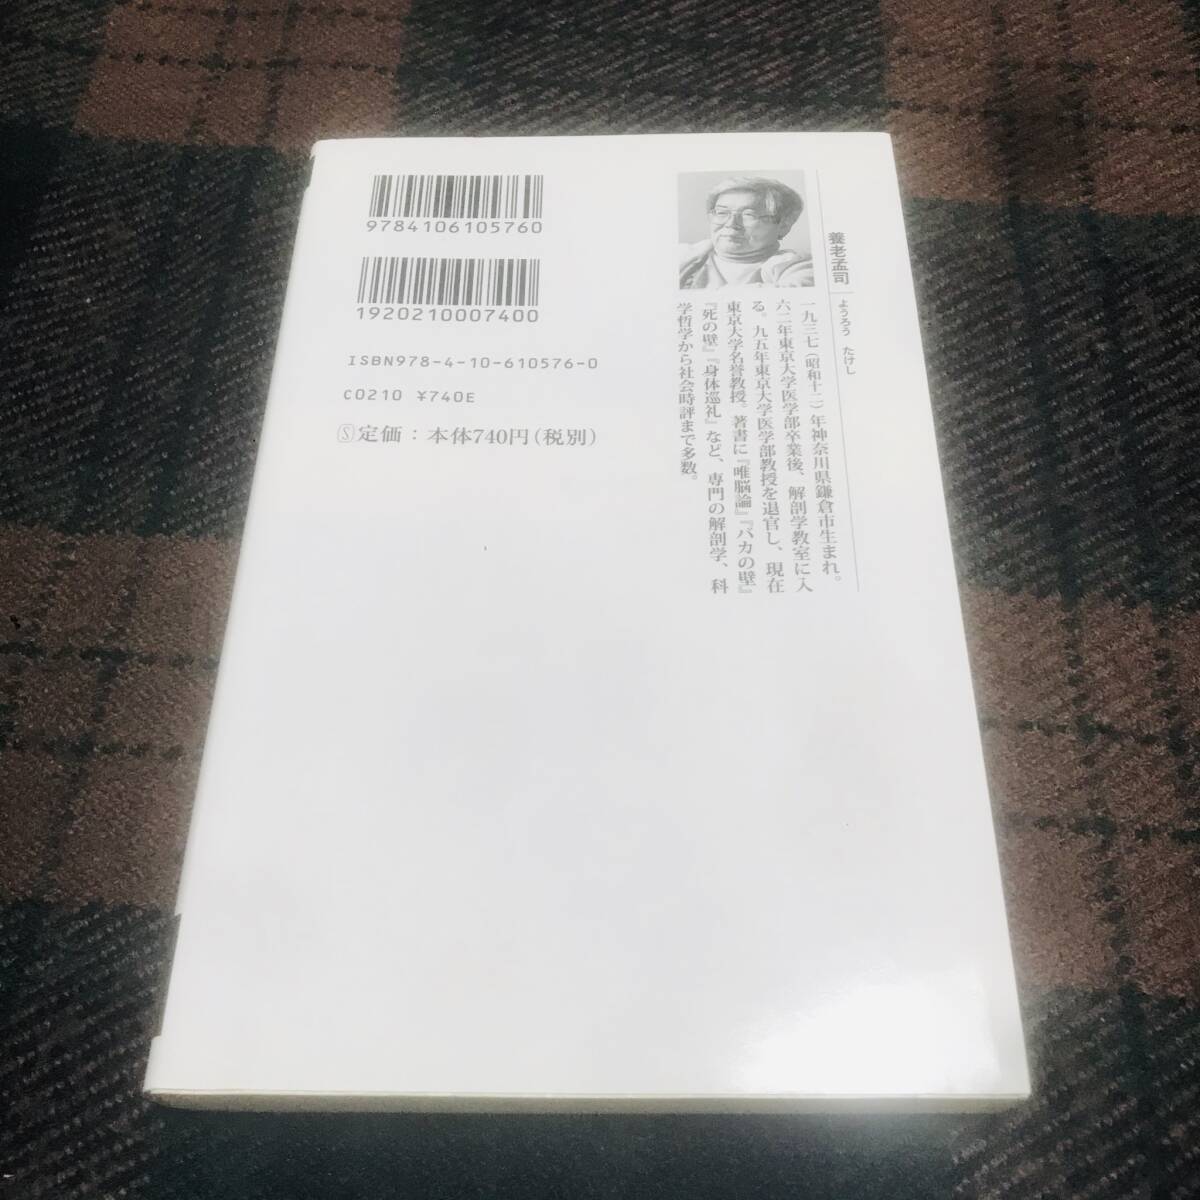 9784106105760
1920210007400
ISBN978-4-10-610576-0
C0210 ¥740E
Ⓢ定価：本体740円（税別）
養老孟司 ようろう たけし
一九三七（昭和十二）年神奈川県鎌倉市生まれ。
六二年東京大学医学部卒業後、解剖学教室に入
る。九五年東京大学医学部教授を退官し、現在
東京大学名誉教授。著書に『唯脳論』『バカの壁』
『死の壁』『身体巡礼』など、専門の解剖学、科
学哲学から社会時評まで多数。